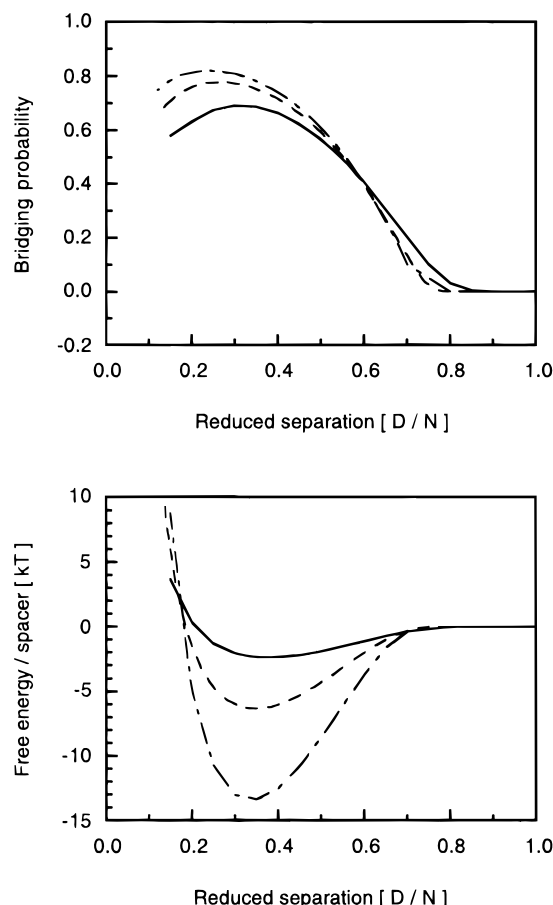 1.0
0.8
0.6
0.4
0.2
0.0
-0.2
Bridging probability
0.0 0.2 0.4 0.6 0.8 1.0
Reduced separation [ D / N ]
10
5
0
-5
-10
-15
Free energy / spacer [ kT ]
0.0 0.2 0.4 0.6 0.8 1.0
Reduced separation [ D / N ]